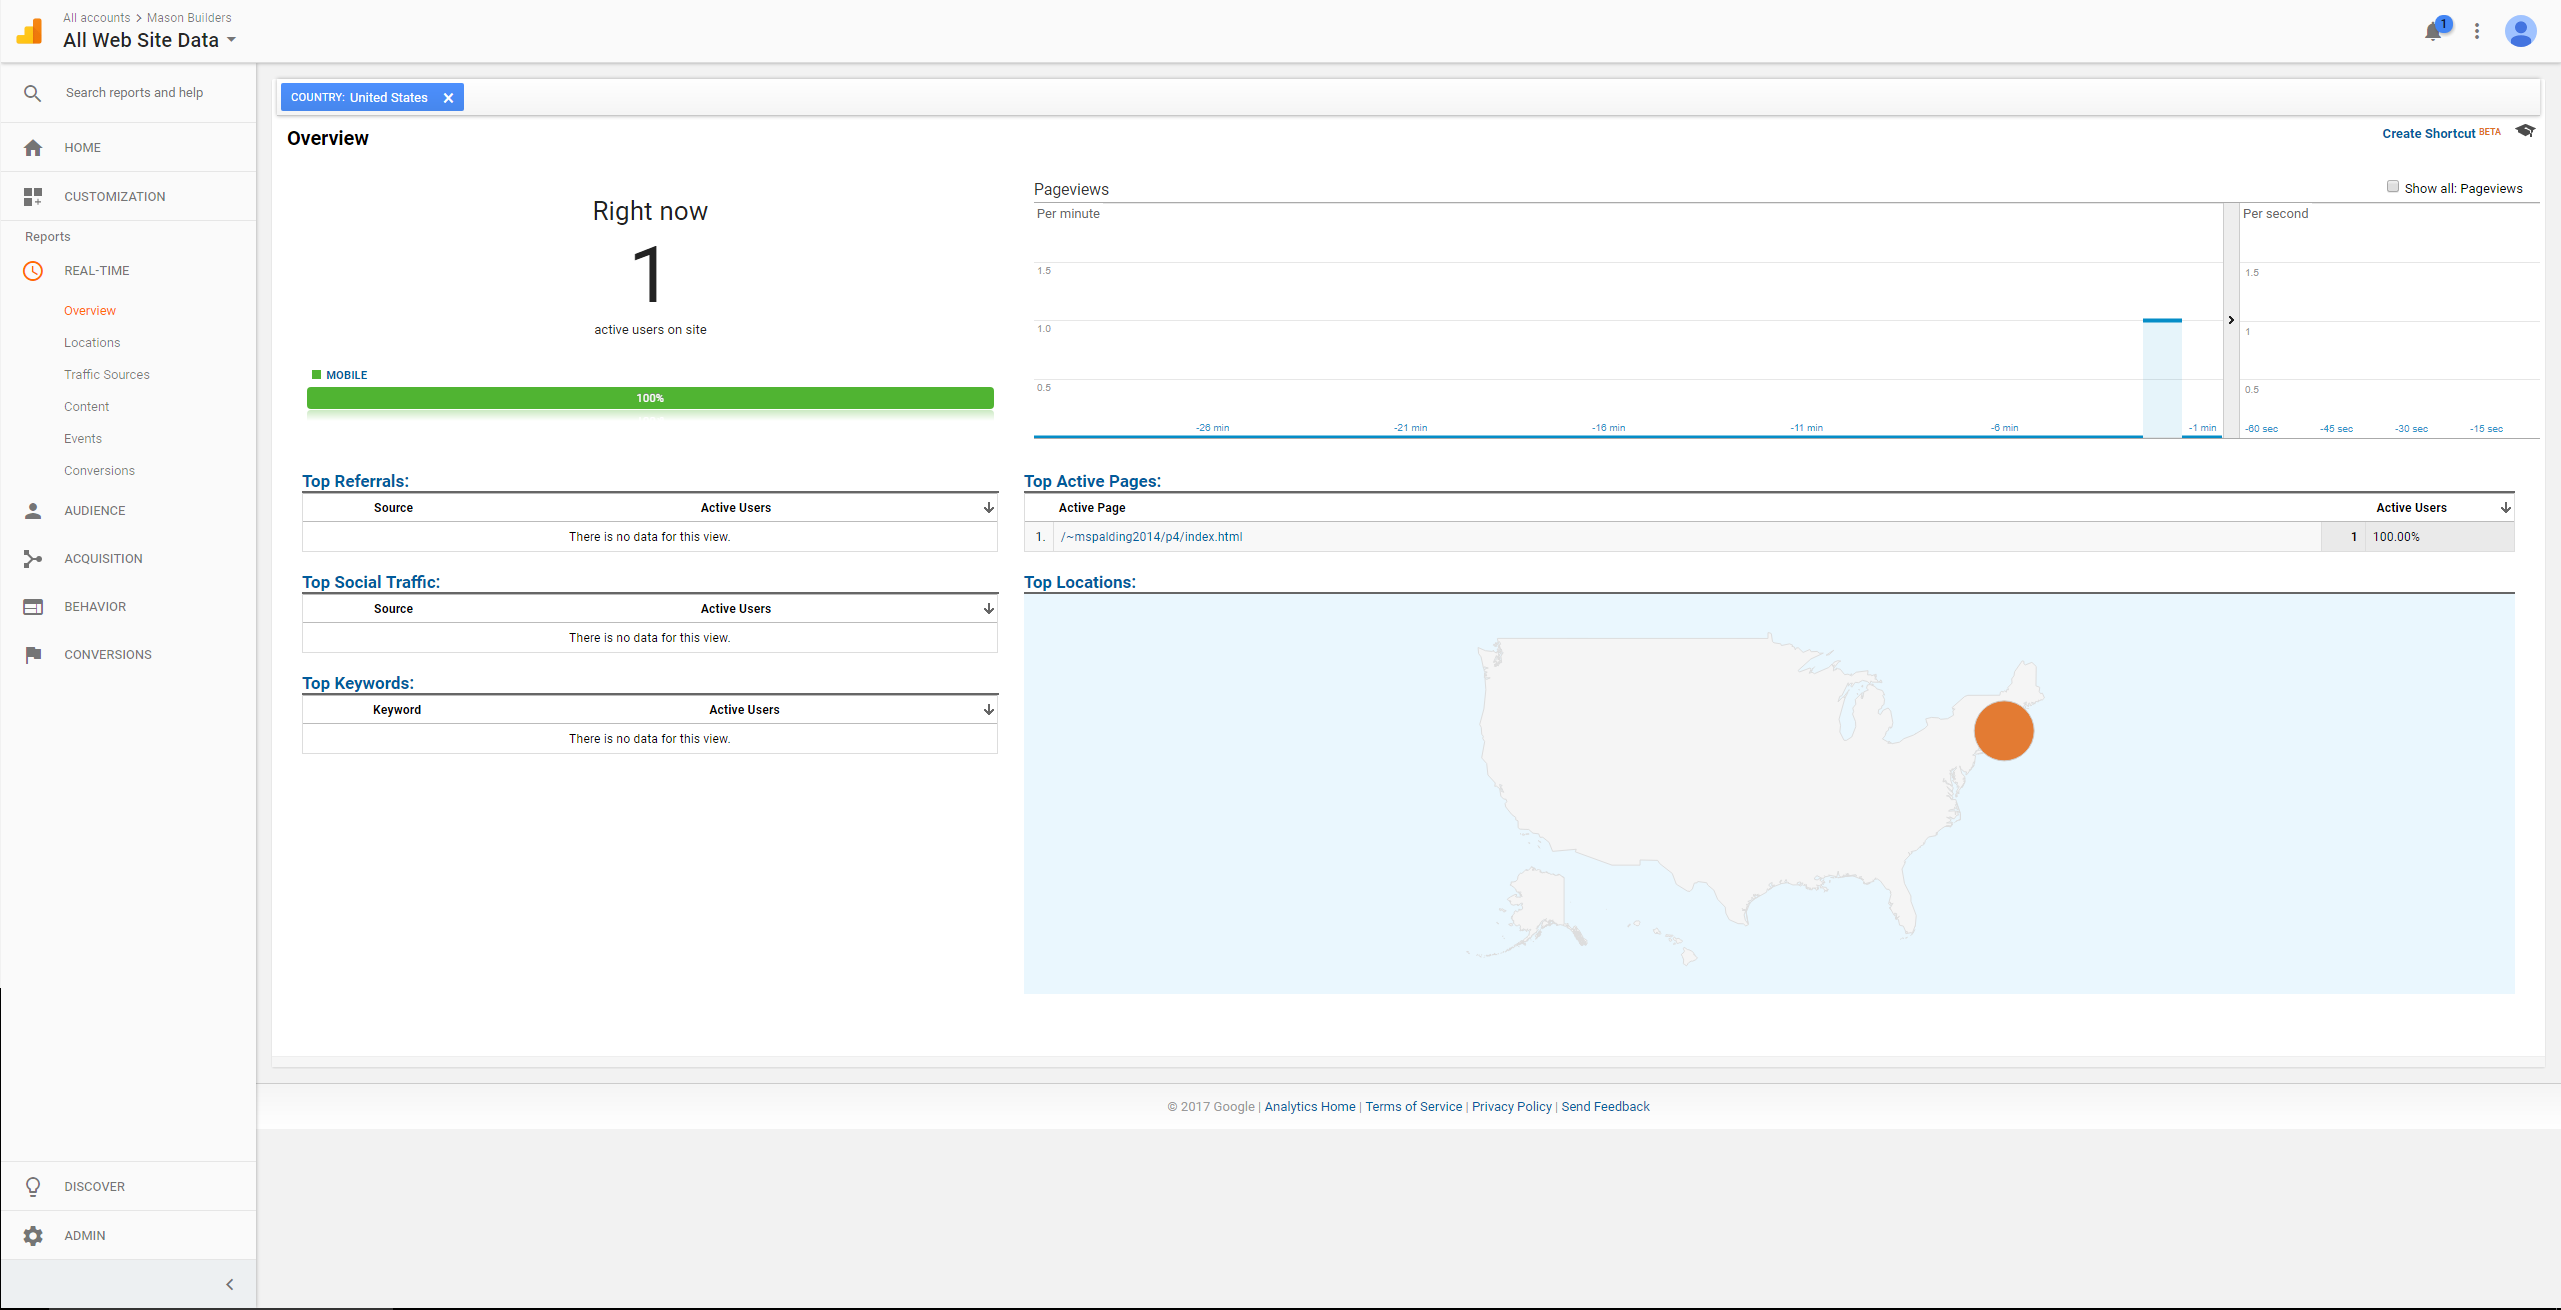 All accounts > Mason Builders
All Web Site Data
1
Search reports and help
HOME
CUSTOMIZATION
Reports
REAL-TIME
Overview
Locations
Traffic Sources
Content
Events
Conversions
AUDIENCE
ACQUISITION
BEHAVIOR
CONVERSIONS
DISCOVER
ADMIN
COUNTRY: United States
Overview
Create Shortcut BETA
Right now
1
active users on site
MOBILE
100%
Pageviews
Show all: Pageviews
Per minute
1.5
1.0
0.5
-26 min -21 min -16 min -11 min -6 min -1 min
Per second
1.5
1
0.5
-60 sec -45 sec -30 sec -15 sec
Top Referrals:
Source Active Users
There is no data for this view.
Top Social Traffic:
Source Active Users
There is no data for this view.
Top Keywords:
Keyword Active Users
There is no data for this view.
Top Active Pages:
Active Page Active Users
1. /~mspalding2014/p4/index.html 1 100.00%
Top Locations:
© 2017 Google | Analytics Home | Terms of Service | Privacy Policy | Send Feedback